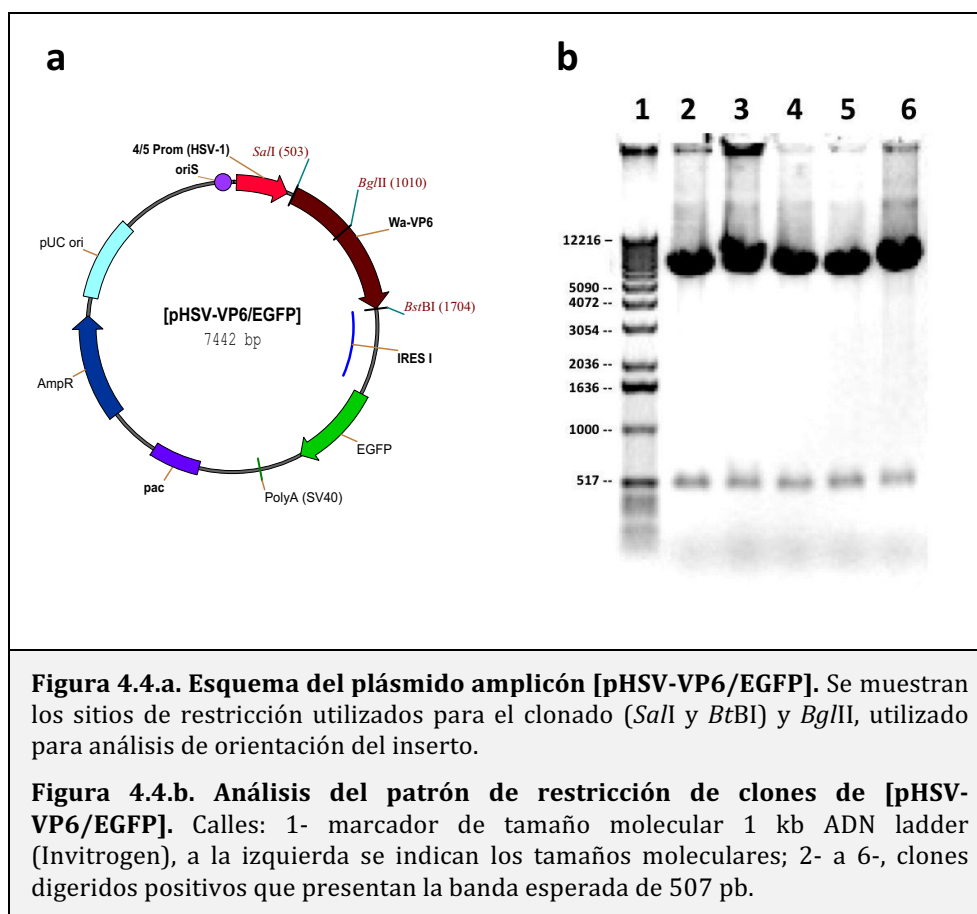 a
b
4/5 Prom (HSV-1)
SalI (503)
oriS
BglII (1010)
Wa-VP6
pUC ori
[pHSV-VP6/EGFP]
7442 bp
BstBI (1704)
IRES I
AmpR
EGFP
pac
PolyA (SV40)
1 2 3 4 5 6
12216 –
5090 --
4072 --
3054 --
2036 --
1636 --
1000 --
517 --
Figura 4.4.a. Esquema del plásmido amplicón [pHSV-VP6/EGFP]. Se muestran
los sitios de restricción utilizados para el clonado (SalI y BtBI) y BglII, utilizado
para análisis de orientación del inserto.
Figura 4.4.b. Análisis del patrón de restricción de clones de [pHSV-
VP6/EGFP]. Calles: 1- marcador de tamaño molecular 1 kb ADN ladder
(Invitrogen), a la izquierda se indican los tamaños moleculares; 2- a 6-, clones
digeridos positivos que presentan la banda esperada de 507 pb.